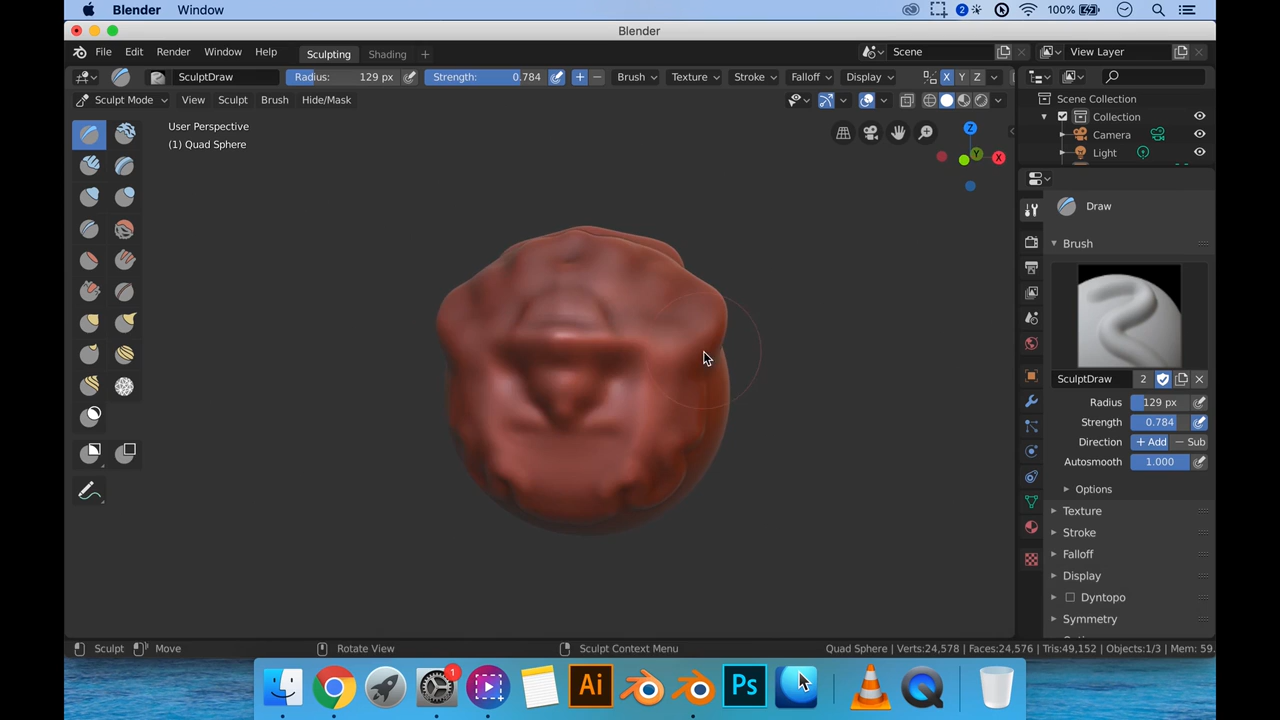 Blender Window
2
100%
Blender
File Edit Render Window Help
Sculpting Shading +
Scene
View Layer
SculptDraw
Radius: 129 px
Strength: 0.784
Brush Texture Stroke Falloff Display
X Y Z
Sculpt Mode View Sculpt Brush Hide/Mask
Scene Collection
Collection
Camera
Light
User Perspective
(1) Quad Sphere
Z
Y
X
Draw
Brush
SculptDraw 2
Radius 129 px
Strength 0.784
Direction + Add − Sub
Autosmooth 1.000
Options
Texture
Stroke
Falloff
Display
Dyntopo
Symmetry
Sculpt Move Rotate View Sculpt Context Menu
Quad Sphere | Verts:24,578 | Faces:24,576 | Tris:49,152 | Objects:1/3 | Mem: 59.
1
Ai
Ps